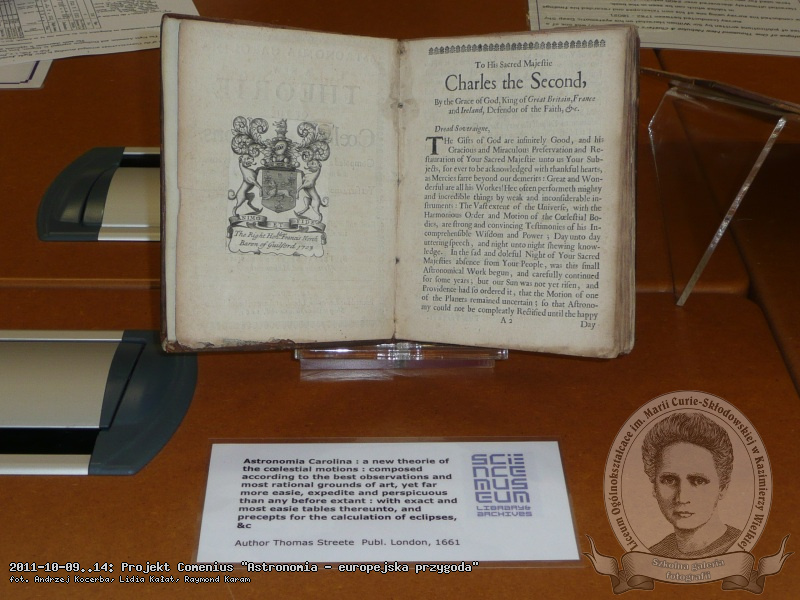 To His Sacred Majestie
Charles the Second,
By the Grace of God, King of Great Britain, France
and Ireland, Defendor of the Faith, &c.
Dread Soveraigne,
THe Gifts of God are infinitely Good, and his
Gracious and Miraculous Preservation and Re-
stauration of Your Sacred Majestie unto us Your Sub-
jects, for ever to be acknowledged with thankful hearts,
as Mercies farre beyond our demerits: Great and Won-
derful are all his Workes! Hee often performeth mighty
and incredible things by weak and inconsiderable in-
struments: The Vast extent of the Universe, with the
Harmonious Order and Motion of the Cœlestial Bo-
dies, are strong and convincing Testimonies of his In-
comprehensible Wisdom and Power; Day unto day
uttering speech, and night unto night shewing know-
ledge. In the sad and doleful Night of Your Sacred
Majesties absence from Your People, was this small
Astronomical Work begun, and carefully continued
for some years; but our Sun was not yet risen, and
Providence had so ordered it, that the Motion of one
of the Planets remained uncertain; so that Astrono-
my could not be compleatly Rectified until the happy
A 2
Day
The Right Honble Francis North
Baron of Guilford 1703
Astronomia Carolina : a new theorie of
the cœlestial motions : composed
according to the best observations and
most rational grounds of art, yet far
more easie, expedite and perspicuous
than any before extant : with exact and
most easie tables thereunto, and
precepts for the calculation of eclipses,
&c
Author Thomas Streete Publ. London, 1661
SCIE
NCE
MUS
EUM
LIBRARY&
ARCHIVES
Liceum Ogólnokształcące im. Marii Curie-Skłodowskiej w Kazimierzy Wielkiej
Szkolna galeria
fotografii
2011-10-09..14: Projekt Comenius "Astronomia - europejska przygoda"
fot. Andrzej Kocerba, Lidia Kałat, Raymond Karam